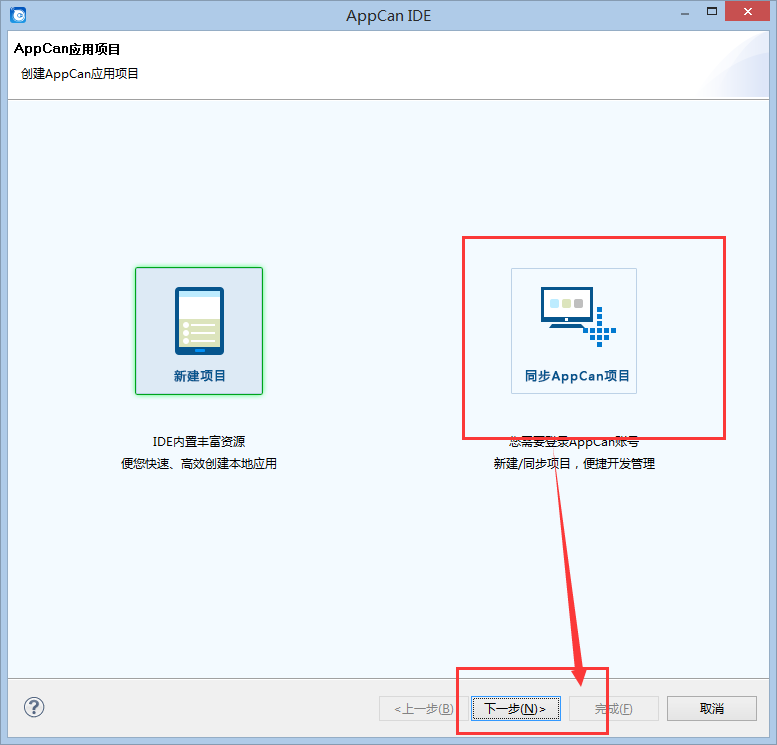 AppCan IDE
AppCan应用项目
创建AppCan应用项目
新建项目
同步AppCan项目
IDE内置丰富资源
便您快速、高效创建本地应用
您需要登录AppCan账号
新建/同步项目，便捷开发管理
?
<上一步(B)
下一步(N)>
完成(F)
取消